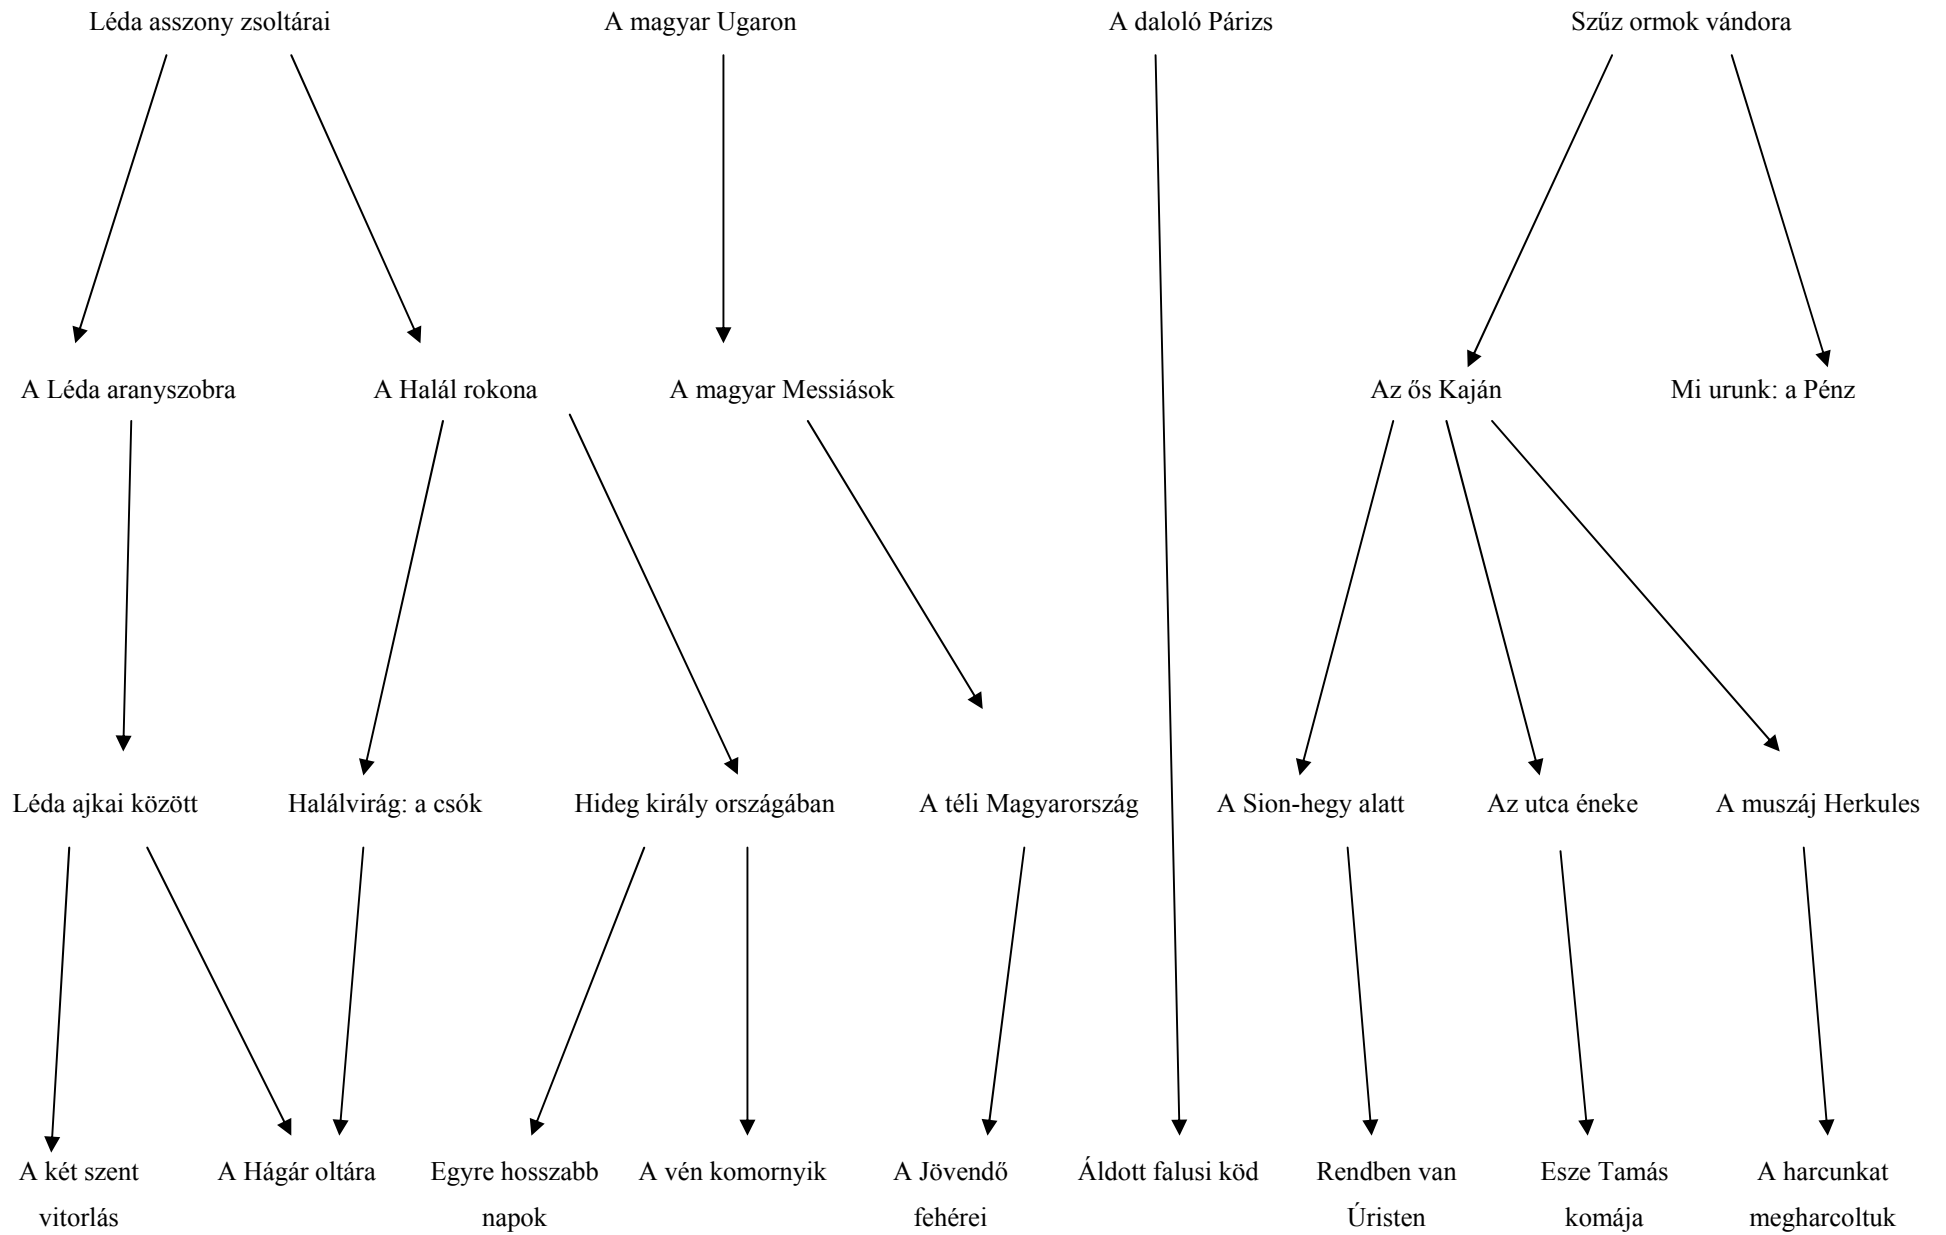 Léda asszony zsoltárai
A magyar Ugaron
A daloló Párizs
Szűz ormok vándora
A Léda aranyszobra
A Halál rokona
A magyar Messiások
Az ős Kaján
Mi urunk: a Pénz
Léda ajkai között
Halálvirág: a csók
Hideg király országában
A téli Magyarország
A Sion-hegy alatt
Az utca éneke
A muszáj Herkules
A két szent
vitorlás
A Hágár oltára
Egyre hosszabb
napok
A vén komornyik
A Jövendő
fehérei
Áldott falusi köd
Rendben van
Úristen
Esze Tamás
komája
A harcunkat
megharcoltuk